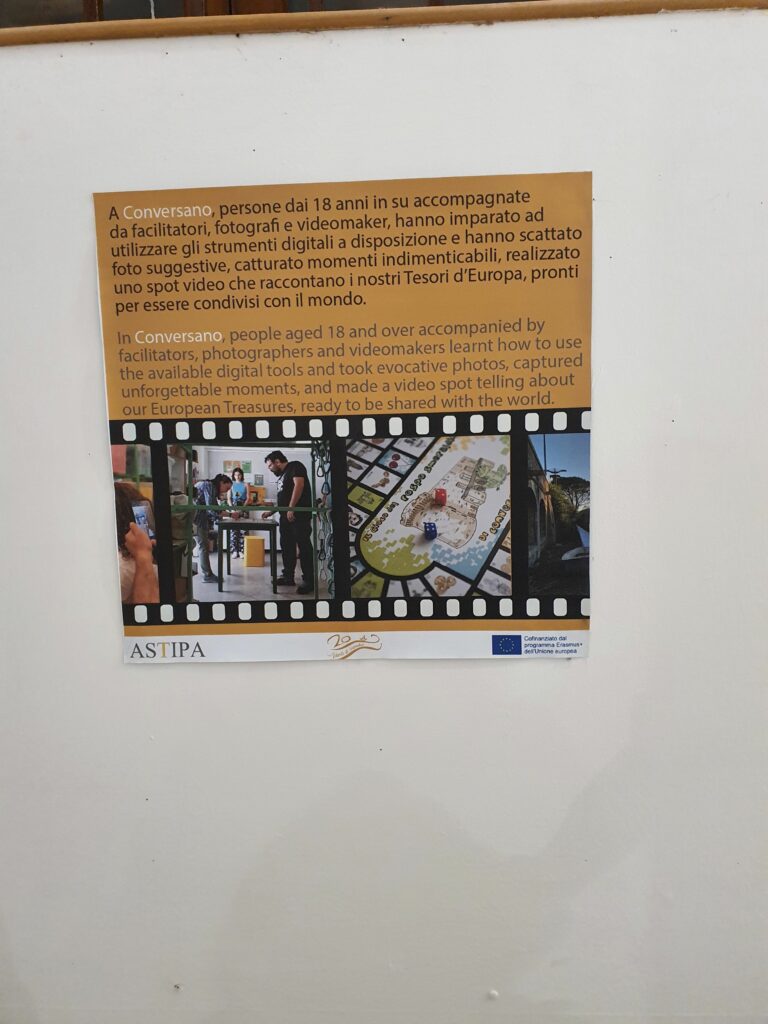 A Conversano, persone dai 18 anni in su accompagnate
da facilitatori, fotografi e videomaker, hanno imparato ad
utilizzare gli strumenti digitali a disposizione e hanno scattato
foto suggestive, catturato momenti indimenticabili, realizzato
uno spot video che raccontano i nostri Tesori d'Europa, pronti
per essere condivisi con il mondo.
In Conversano, people aged 18 and over accompanied by
facilitators, photographers and videomakers learnt how to use
the available digital tools and took evocative photos, captured
unforgettable moments, and made a video spot telling about
our European Treasures, ready to be shared with the world.
ASTIPA
20
Cofinanziato dal
programma Erasmus+
dell'Unione europea